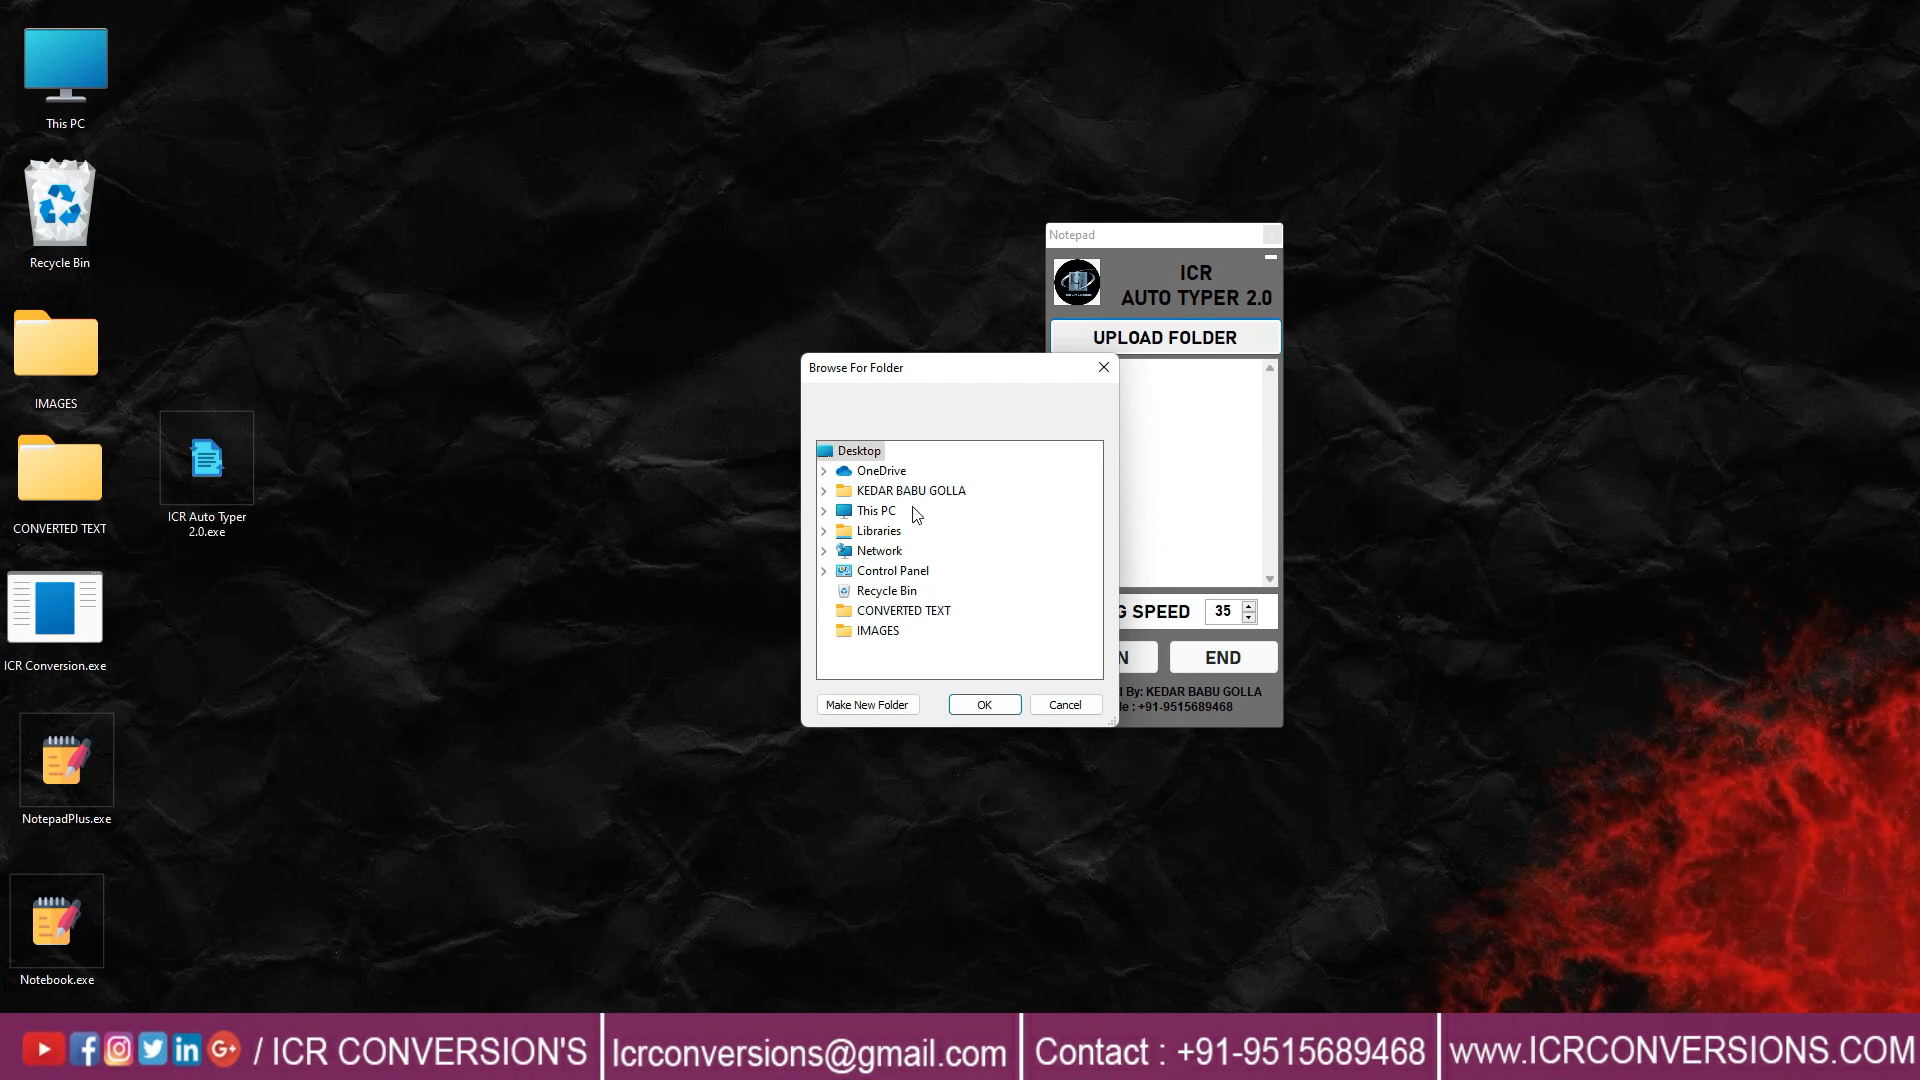 This PC
Recycle Bin
IMAGES
CONVERTED TEXT
ICR Auto Typer
2.0.exe
ICR Conversion.exe
NotepadPlus.exe
Notebook.exe
Notepad
ICR
AUTO TYPER 2.0
UPLOAD FOLDER
Browse For Folder
Desktop
OneDrive
KEDAR BABU GOLLA
This PC
Libraries
Network
Control Panel
Recycle Bin
CONVERTED TEXT
IMAGES
Make New Folder
OK
Cancel
G SPEED 35
N
END
d By: KEDAR BABU GOLLA
le : +91-9515689468
/ ICR CONVERSION'S
Icrconversions@gmail.com
Contact : +91-9515689468
www.ICRCONVERSIONS.COM